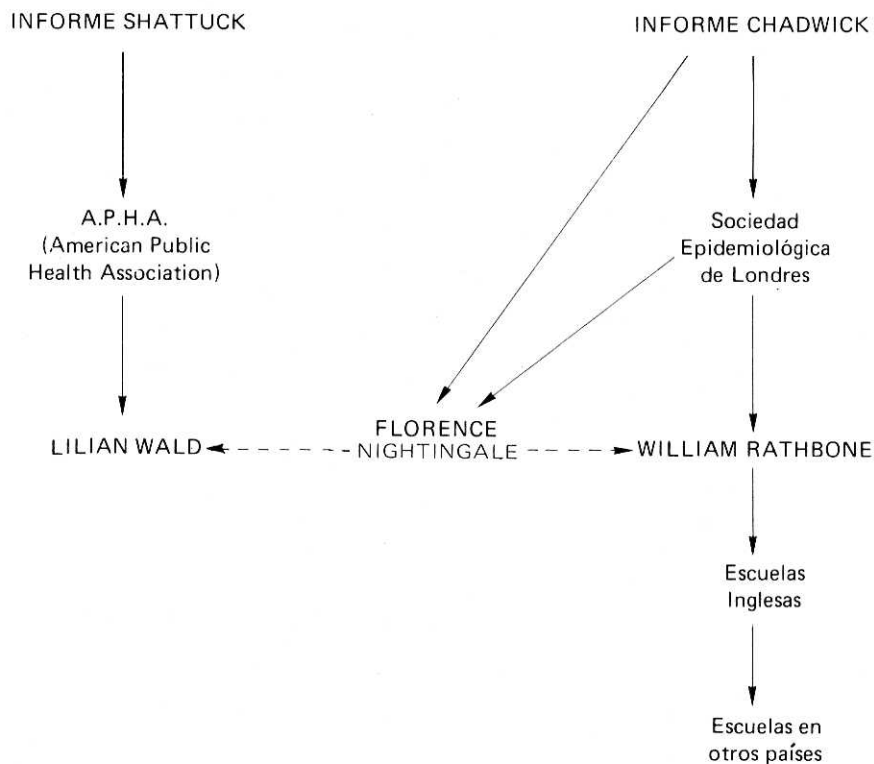 INFORME SHATTUCK
INFORME CHADWICK
A.P.H.A.
(American Public
Health Association)
Sociedad
Epidemiológica
de Londres
LILIAN WALD
FLORENCE
NIGHTINGALE
WILLIAM RATHBONE
Escuelas
Inglesas
Escuelas en
otros países